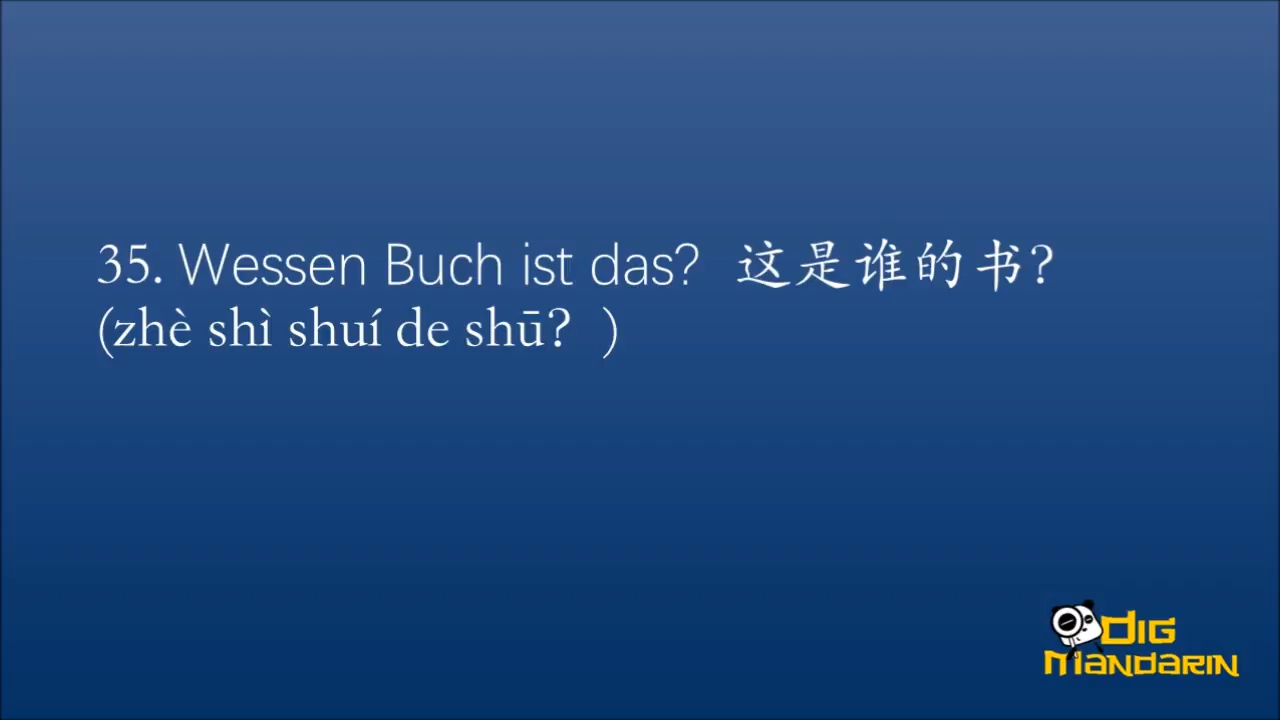 35. Wessen Buch ist das? 这是谁的书?
(zhè shì shuí de shū? )
DIG
MANDARIN